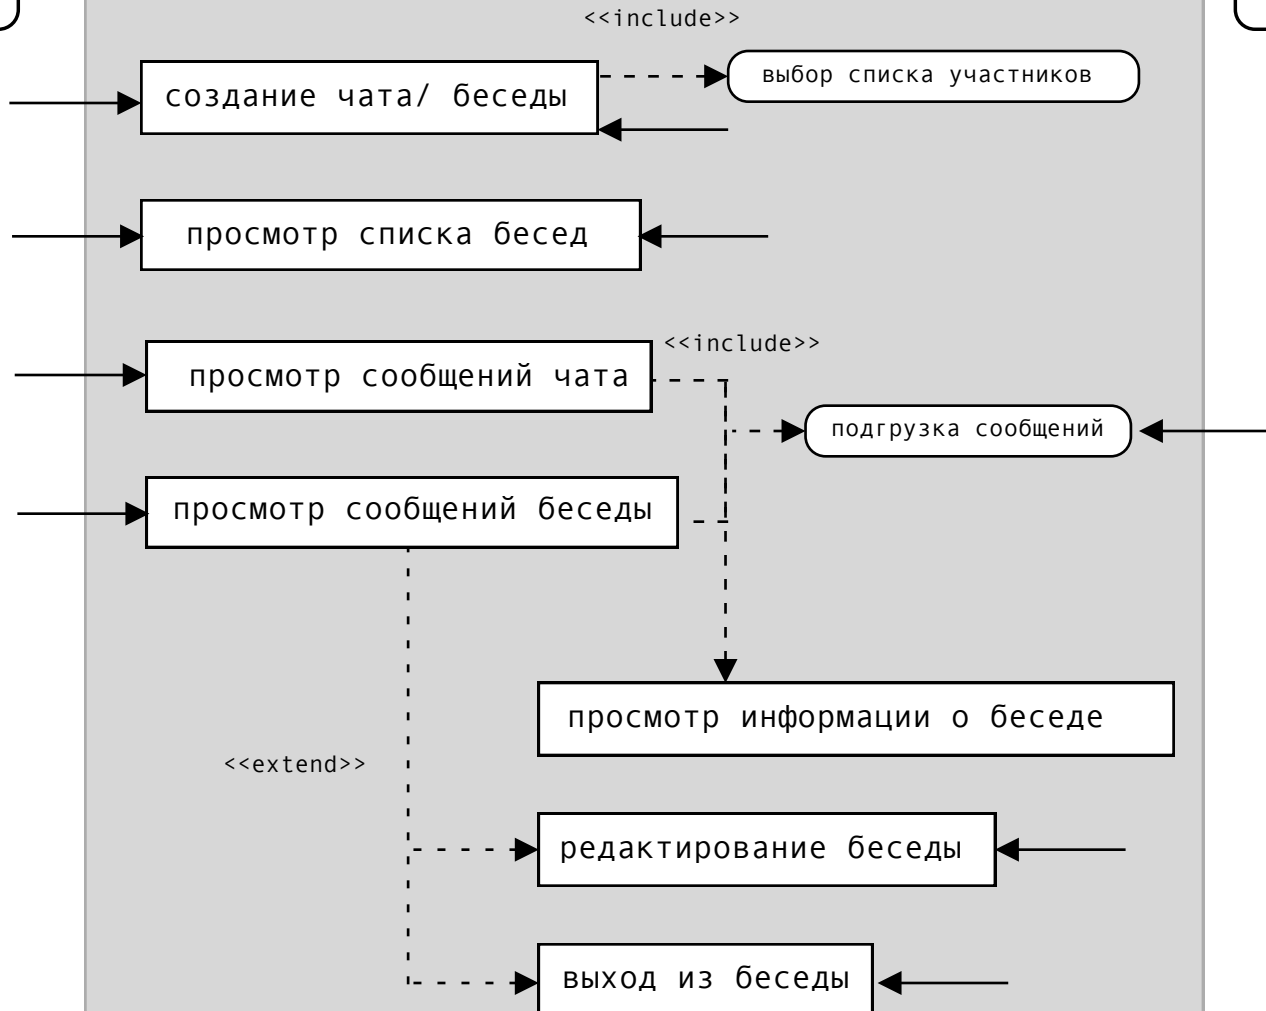 <<include>>
создание чата/ беседы
выбор списка участников
просмотр списка бесед
<<include>>
просмотр сообщений чата
подгрузка сообщений
просмотр сообщений беседы
просмотр информации о беседе
<<extend>>
редактирование беседы
выход из беседы